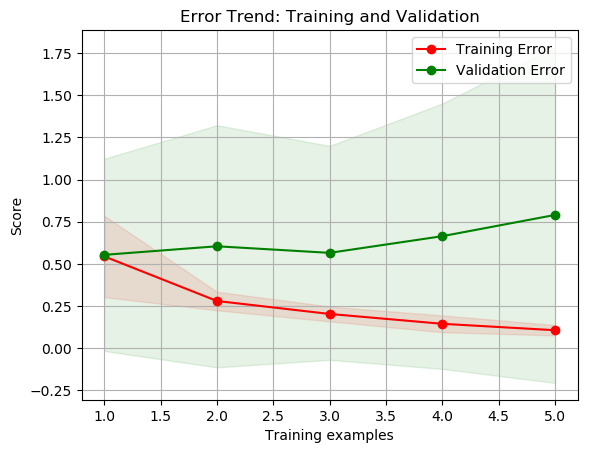 Error Trend: Training and Validation
Training Error
Validation Error
Score
1.75
1.50
1.25
1.00
0.75
0.50
0.25
0.00
−0.25
1.0 1.5 2.0 2.5 3.0 3.5 4.0 4.5 5.0
Training examples